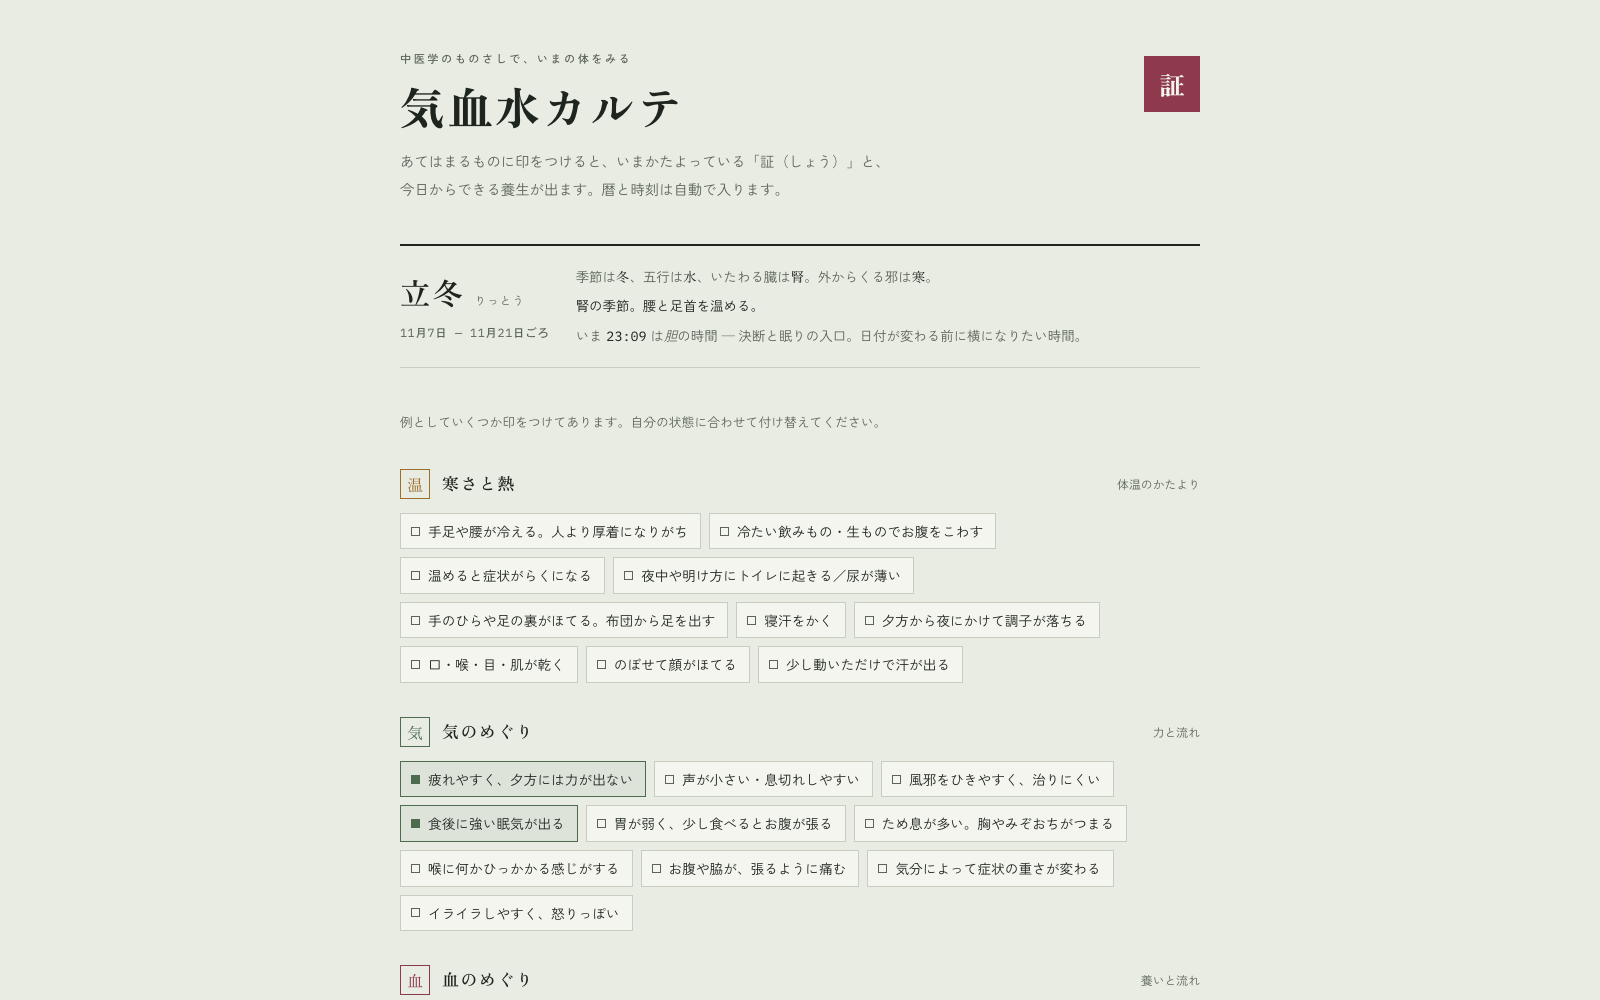 中医学のものさしで、いまの体をみる
証
気血水カルテ
あてはまるものに印をつけると、いまかたよっている「証（しょう）」と、
今日からできる養生が出ます。暦と時刻は自動で入ります。
立冬 りっとう
11月7日 — 11月21日ごろ
季節は冬、五行は水、いたわる臓は腎。外からくる邪は寒。
腎の季節。腰と足首を温める。
いま 23:09 は胆の時間 — 決断と眠りの入口。日付が変わる前に横になりたい時間。
例としていくつか印をつけてあります。自分の状態に合わせて付け替えてください。
温 寒さと熱 体温のかたより
手足や腰が冷える。人より厚着になりがち 冷たい飲みもの・生ものでお腹をこわす
温めると症状がらくになる 夜中や明け方にトイレに起きる／尿が薄い
手のひらや足の裏がほてる。布団から足を出す 寝汗をかく 夕方から夜にかけて調子が落ちる
口・喉・目・肌が乾く のぼせて顔がほてる 少し動いただけで汗が出る
気 気のめぐり 力と流れ
疲れやすく、夕方には力が出ない 声が小さい・息切れしやすい 風邪をひきやすく、治りにくい
食後に強い眠気が出る 胃が弱く、少し食べるとお腹が張る ため息が多い。胸やみぞおちがつまる
喉に何かひっかかる感じがする お腹や脇が、張るように痛む 気分によって症状の重さが変わる
イライラしやすく、怒りっぽい
血 血のめぐり 養いと流れ